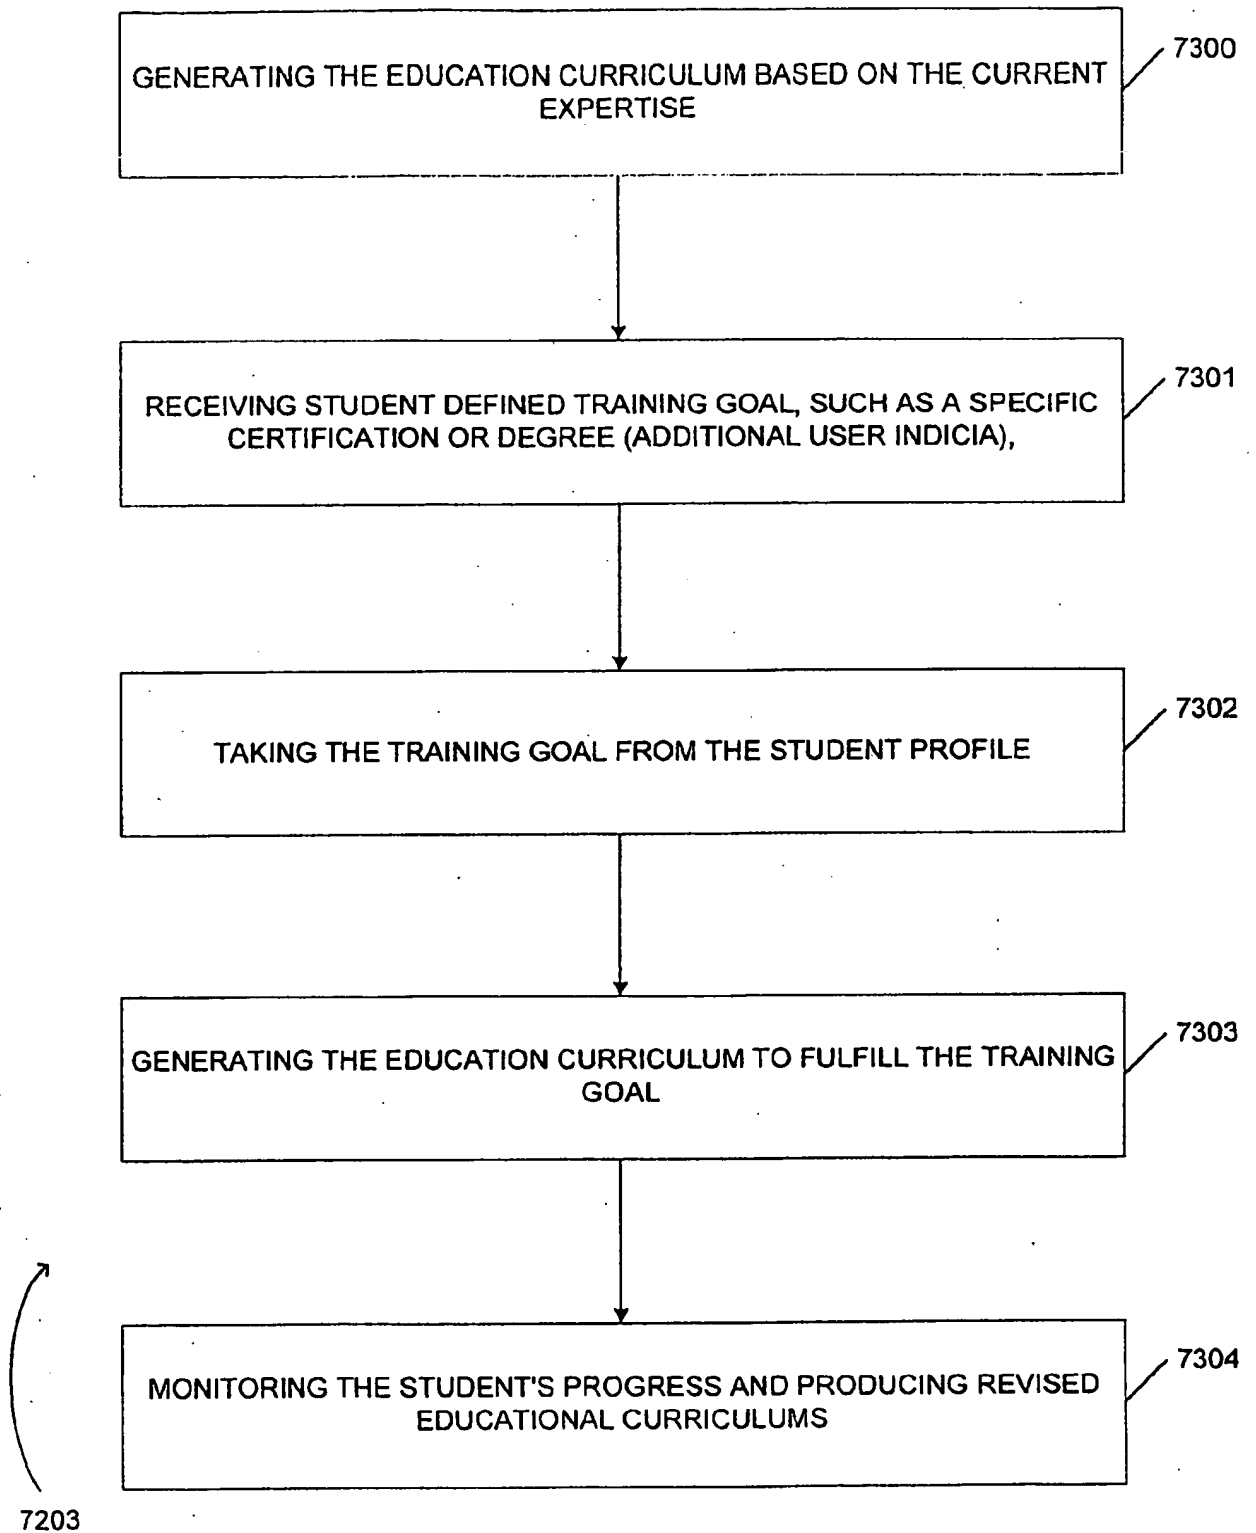 7300
GENERATING THE EDUCATION CURRICULUM BASED ON THE CURRENT
EXPERTISE
7301
RECEIVING STUDENT DEFINED TRAINING GOAL, SUCH AS A SPECIFIC
CERTIFICATION OR DEGREE (ADDITIONAL USER INDICIA),
7302
TAKING THE TRAINING GOAL FROM THE STUDENT PROFILE
7303
GENERATING THE EDUCATION CURRICULUM TO FULFILL THE TRAINING
GOAL
7304
MONITORING THE STUDENT'S PROGRESS AND PRODUCING REVISED
EDUCATIONAL CURRICULUMS
7203